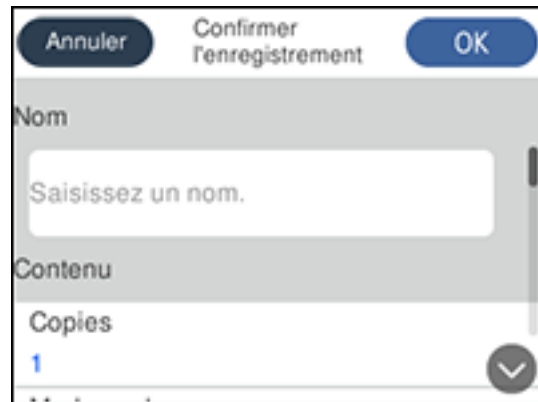 Annuler
Confirmer
l'enregistrement
OK
Nom
Saisissez un nom.
Contenu
Copies
1